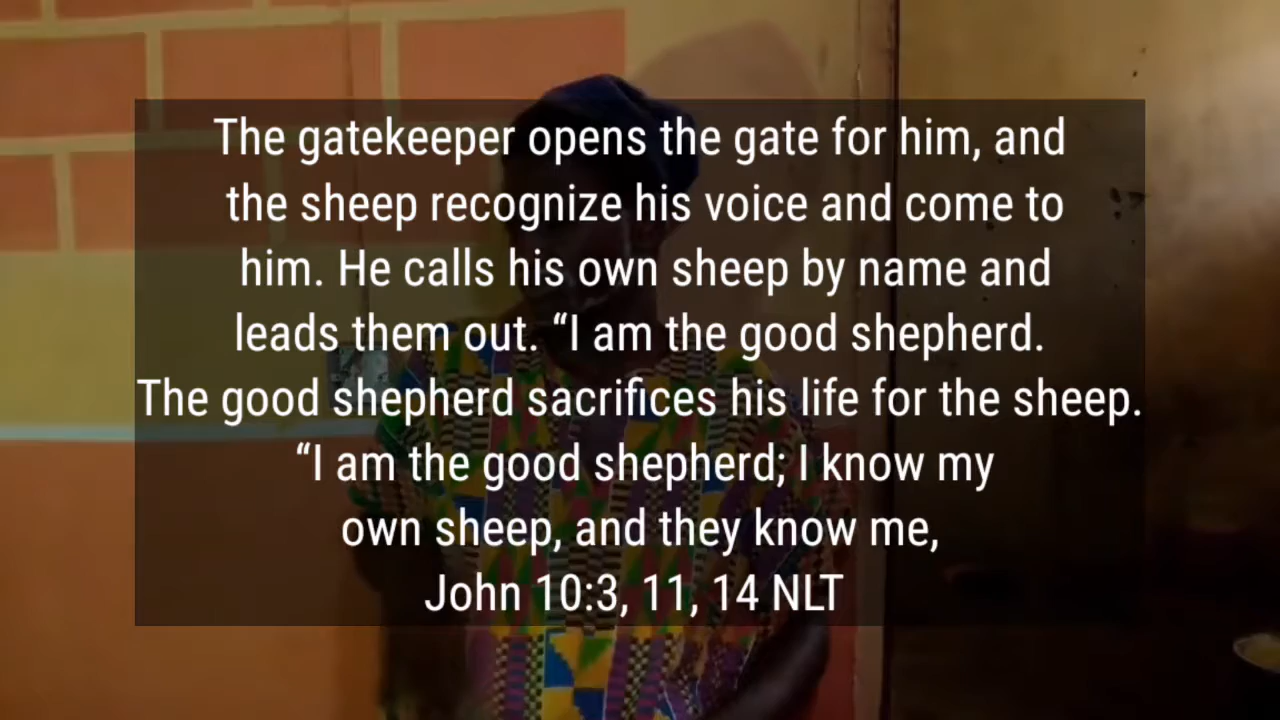 The gatekeeper opens the gate for him, and
the sheep recognize his voice and come to
him. He calls his own sheep by name and
leads them out. “I am the good shepherd.
The good shepherd sacrifices his life for the sheep.
“I am the good shepherd; I know my
own sheep, and they know me,
John 10:3, 11, 14 NLT